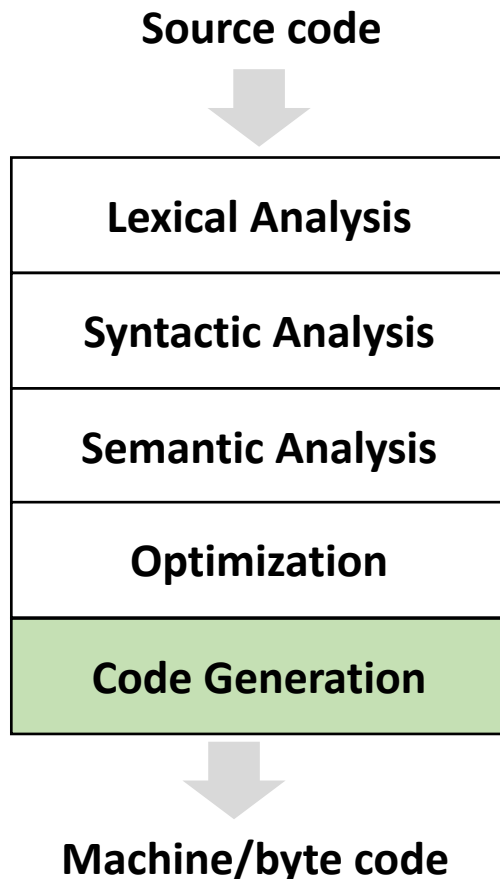 Source code
Lexical Analysis
Syntactic Analysis
Semantic Analysis
Optimization
Code Generation
Machine/byte code